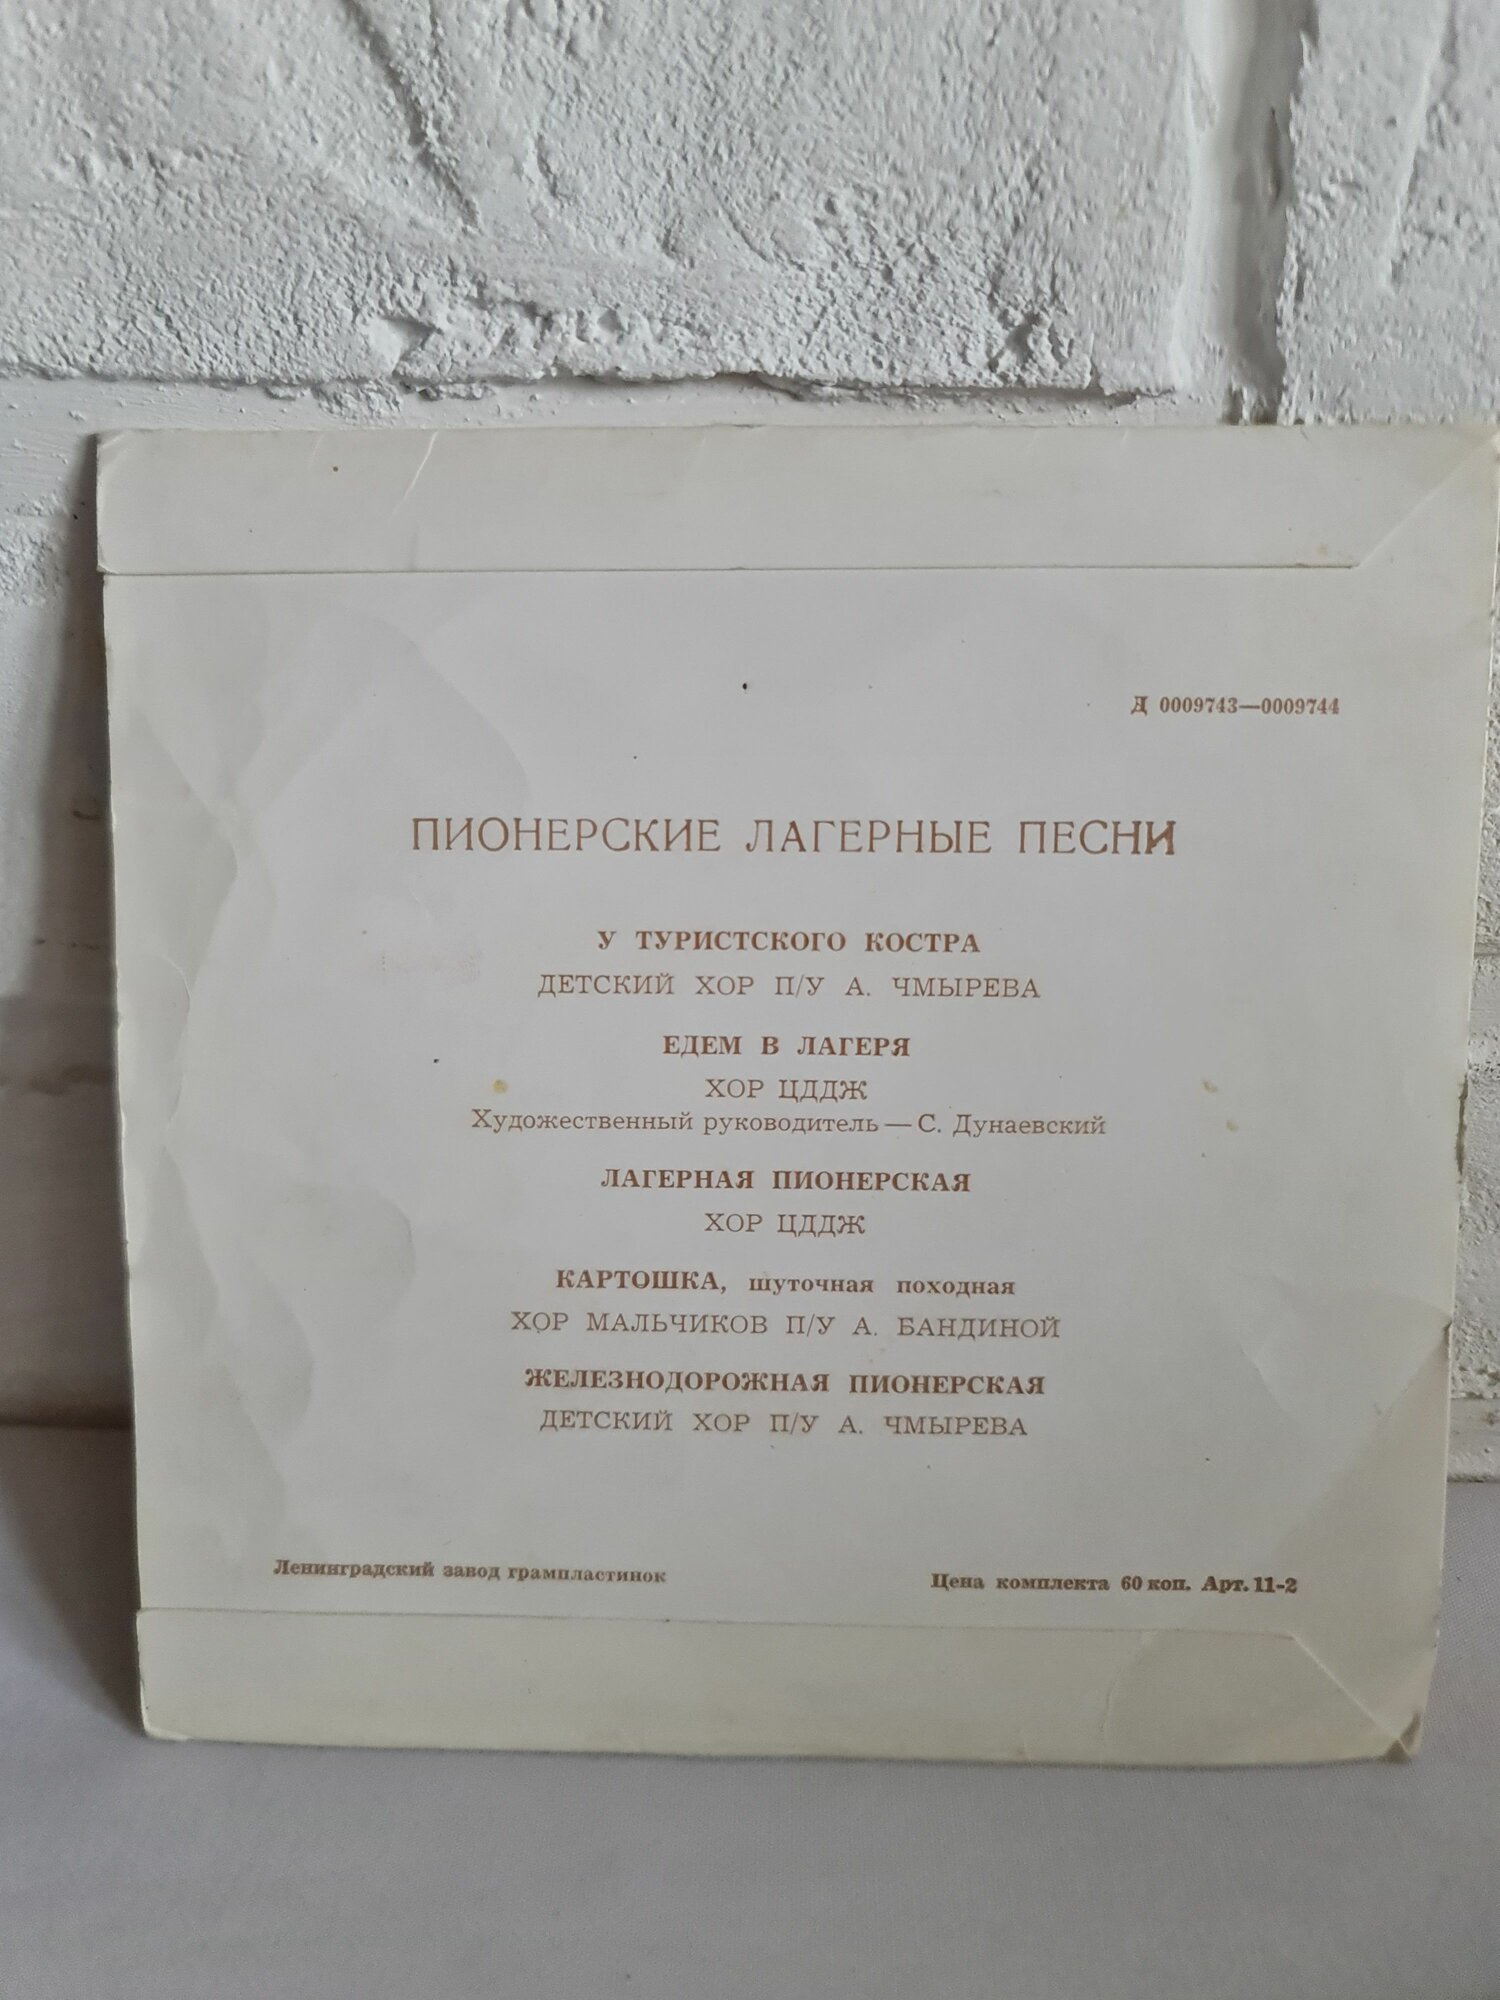 Д 0009743—0009744
ПИОНЕРСКИЕ ЛАГЕРНЫЕ ПЕСНИ
У ТУРИСТСКОГО КОСТРА
ДЕТСКИЙ ХОР П/У А. ЧМЫРЕВА
ЕДЕМ В ЛАГЕРЯ
ХОР ЦДДЖ
Художественный руководитель — С. Дунаевский
ЛАГЕРНАЯ ПИОНЕРСКАЯ
ХОР ЦДДЖ
КАРТОШКА, шуточная походная
ХОР МАЛЬЧИКОВ П/У А. БАНДИНОЙ
ЖЕЛЕЗНОДОРОЖНАЯ ПИОНЕРСКАЯ
ДЕТСКИЙ ХОР П/У А. ЧМЫРЕВА
Ленинградский завод грампластинок
Цена комплекта 60 коп. Арт. 11-2